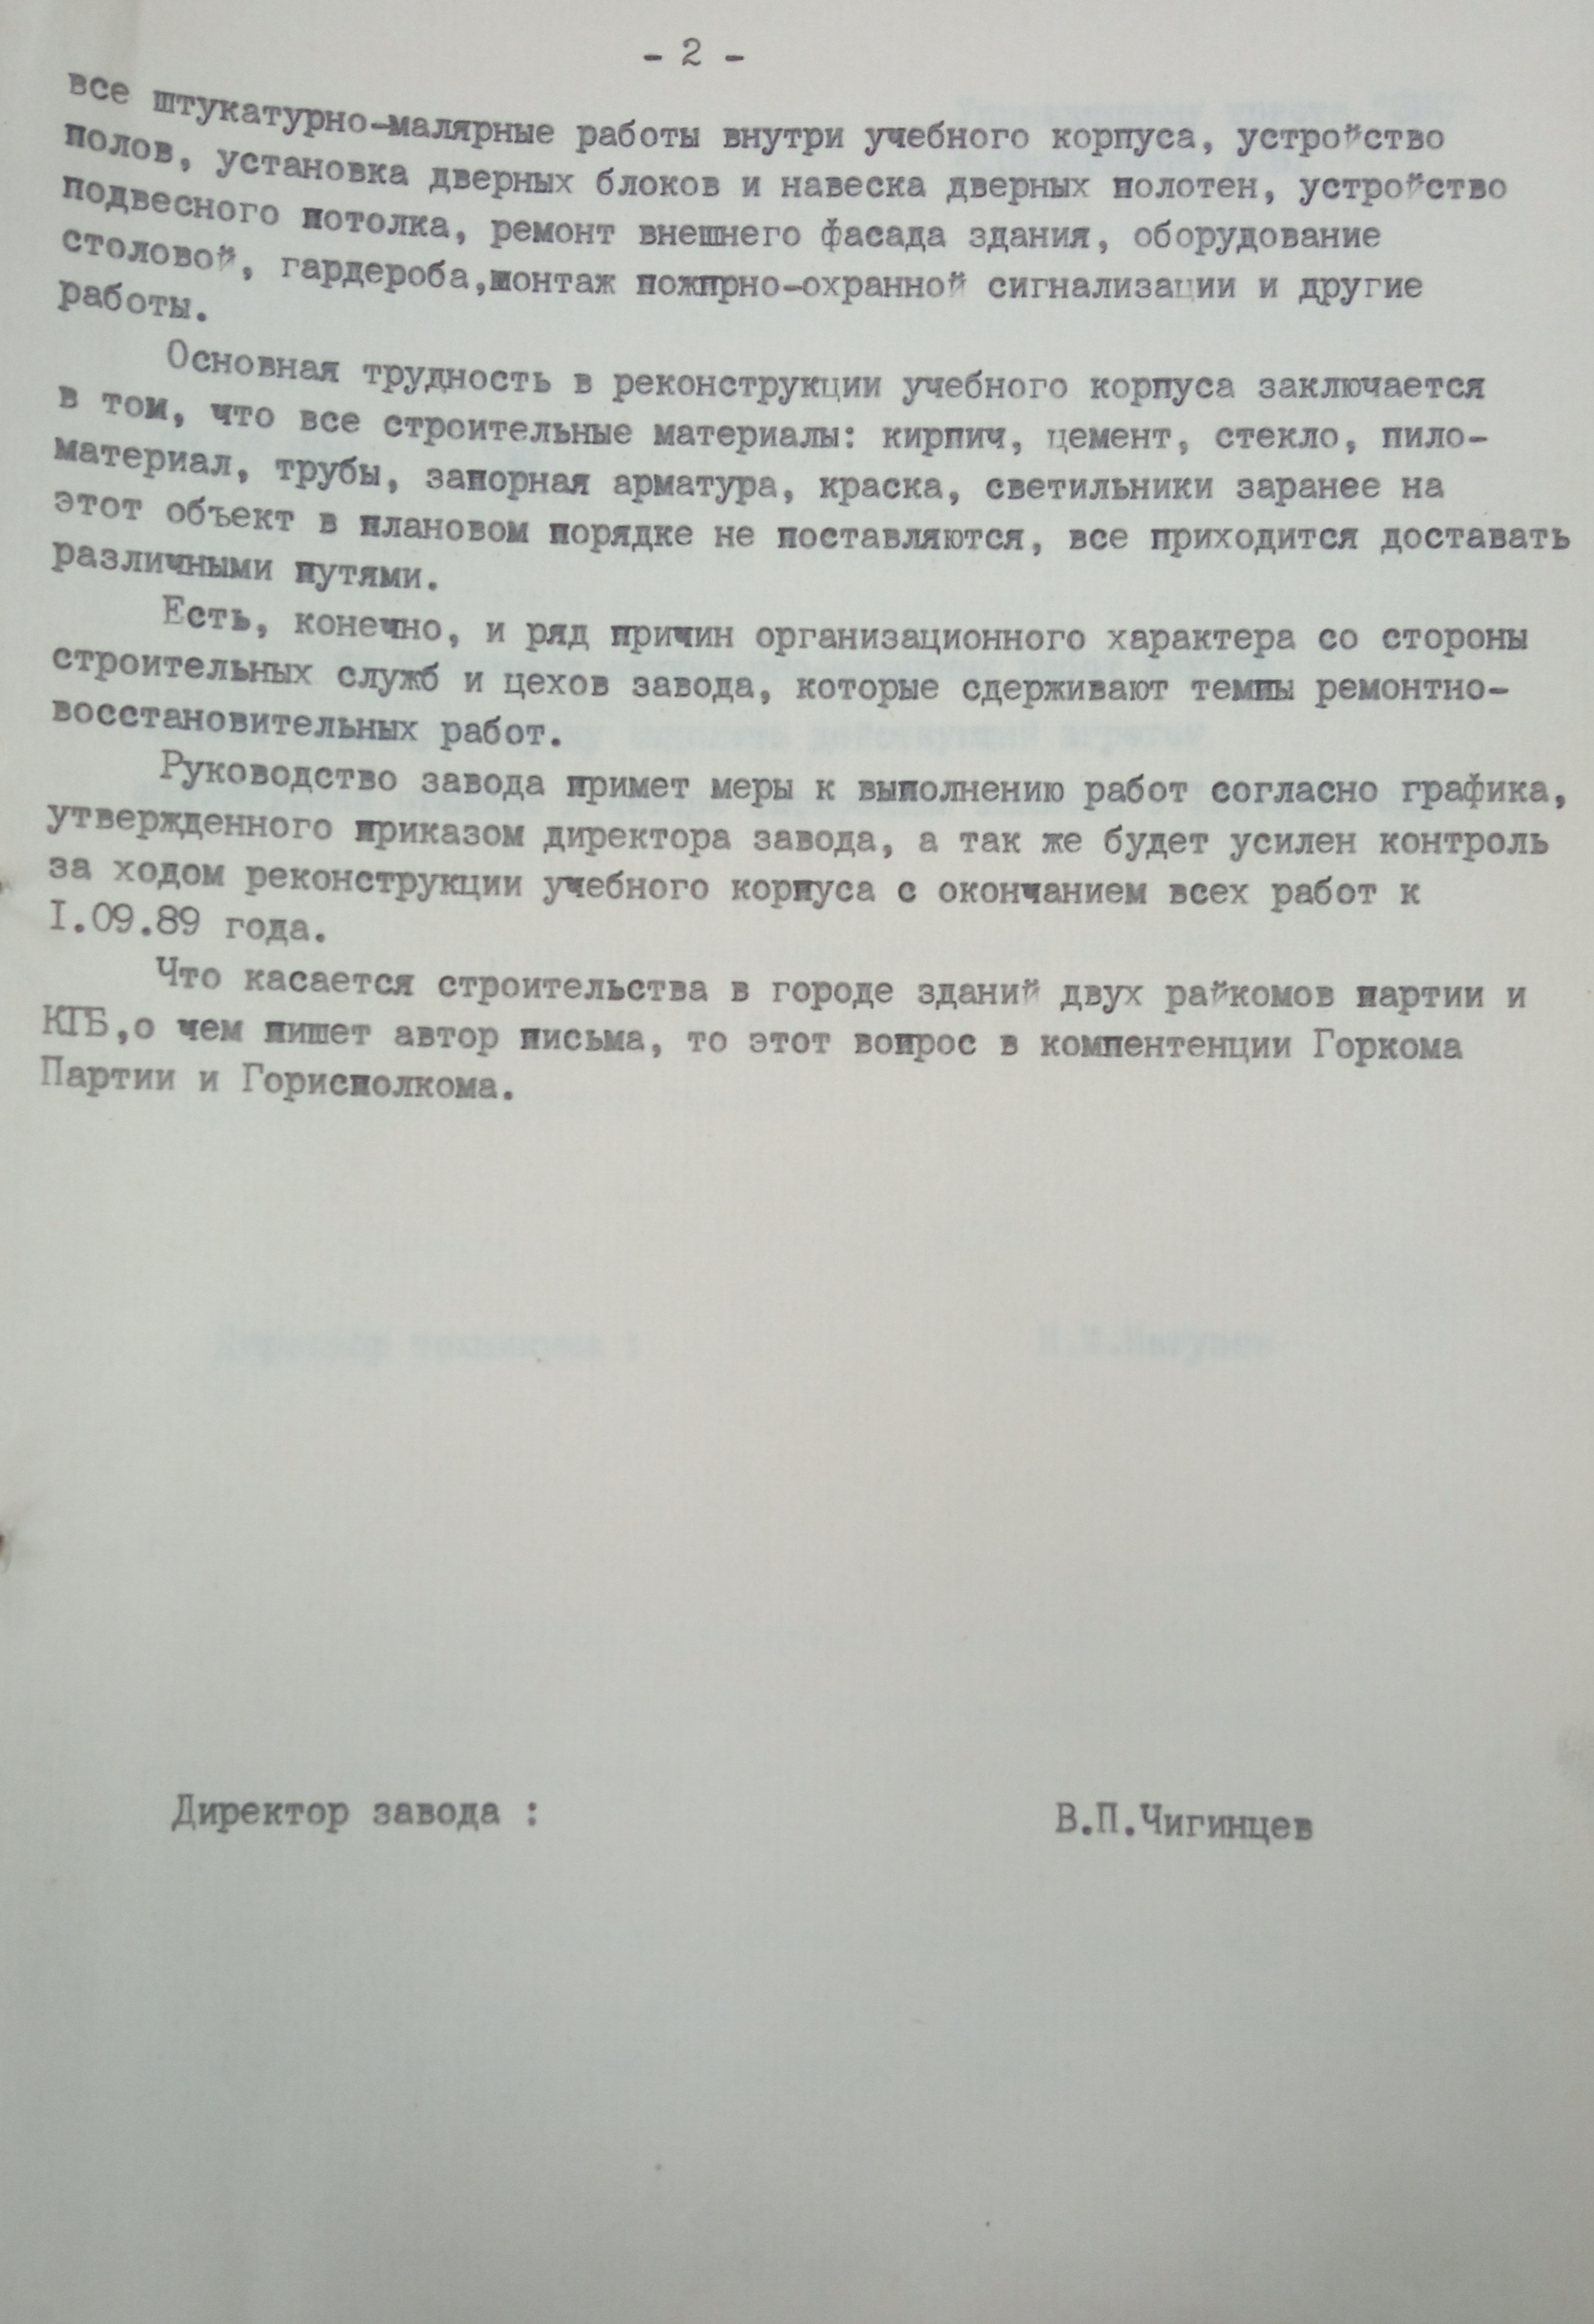 - 2 -
все штукатурно-малярные работы внутри учебного корпуса, устройство
полов, установка дверных блоков и навеска дверных полотен, устройство
подвесного потолка, ремонт внешнего фасада здания, оборудование
столовой, гардероба,монтаж пожпрно-охранной сигнализации и другие
работы.
Основная трудность в реконструкции учебного корпуса заключается
в том, что все строительные материалы: кирпич, цемент, стекло, пило-
материал, трубы, запорная арматура, краска, светильники заранее на
этот объект в плановом порядке не поставляются, все приходится доставать
различными путями.
Есть, конечно, и ряд причин организационного характера со стороны
строительных служб и цехов завода, которые сдерживают темпы ремонтно-
восстановительных работ.
Руководство завода примет меры к выполнению работ согласно графика,
утвержденного приказом директора завода, а так же будет усилен контроль
за ходом реконструкции учебного корпуса с окончанием всех работ к
I.09.89 года.
Что касается строительства в городе зданий двух райкомов партии и
КГБ,о чем пишет автор письма, то этот вопрос в компентенции Горкома
Партии и Горисполкома.
Директор завода :
В.П.Чигинцев